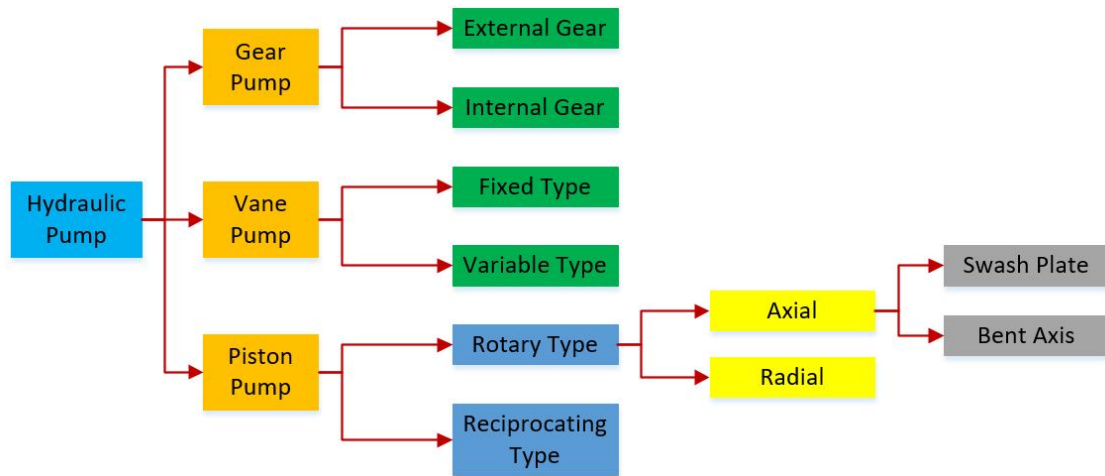 External Gear
Gear
Pump
Internal Gear
Fixed Type
Hydraulic
Pump
Vane
Pump
Variable Type
Swash Plate
Axial
Piston
Pump
Rotary Type
Bent Axis
Radial
Reciprocating
Type